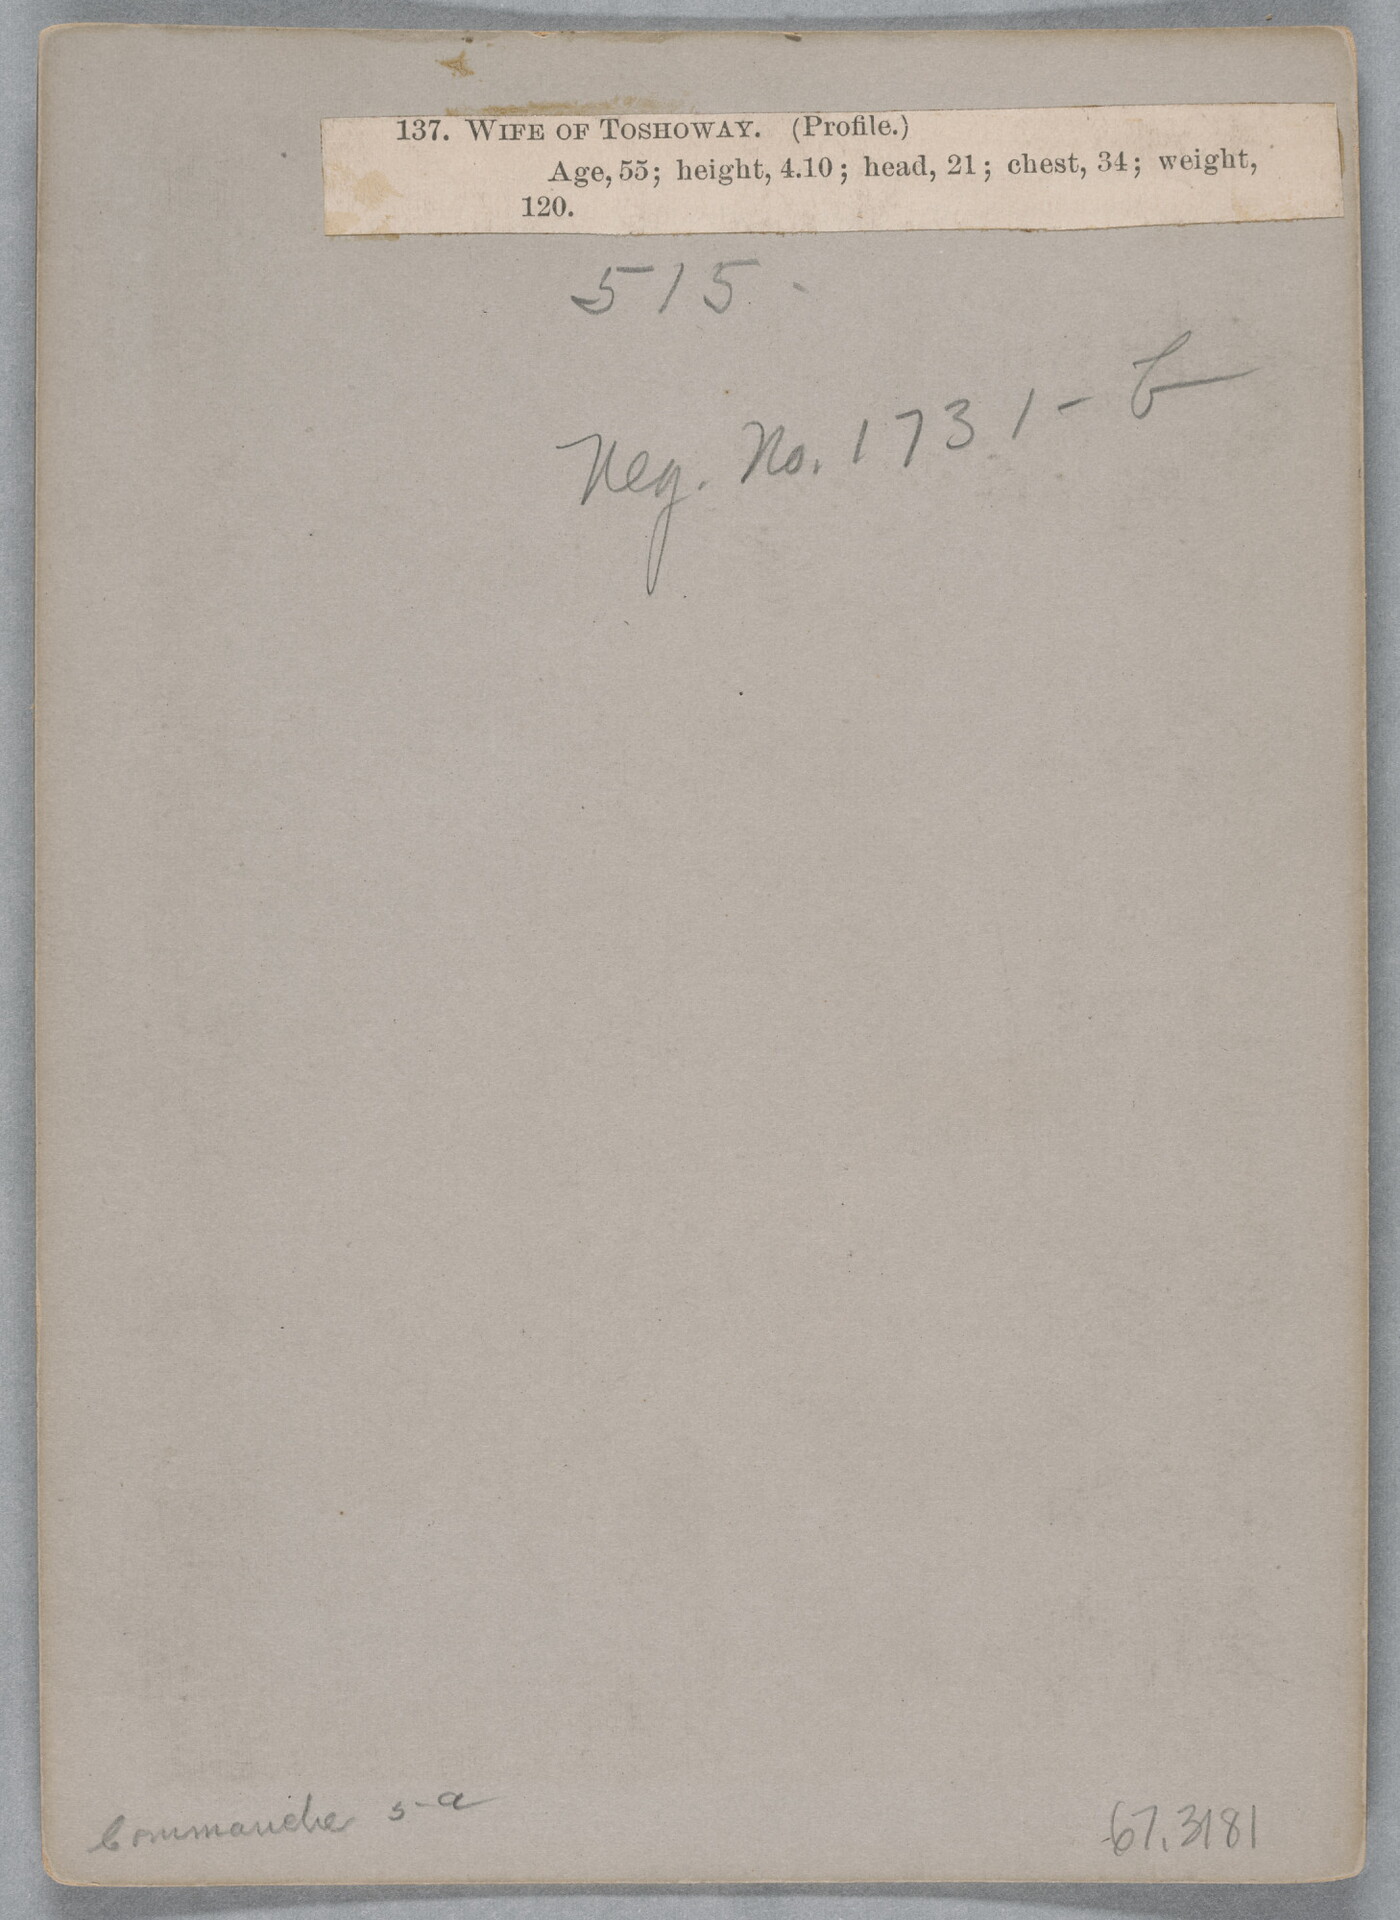 137. WIFE OF TOSHOWAY. (Profile.)
Age, 55; height, 4.10; head, 21; chest, 34; weight,
120.
515
Neg. No. 1731-b
Commanche 5-a
67.3181